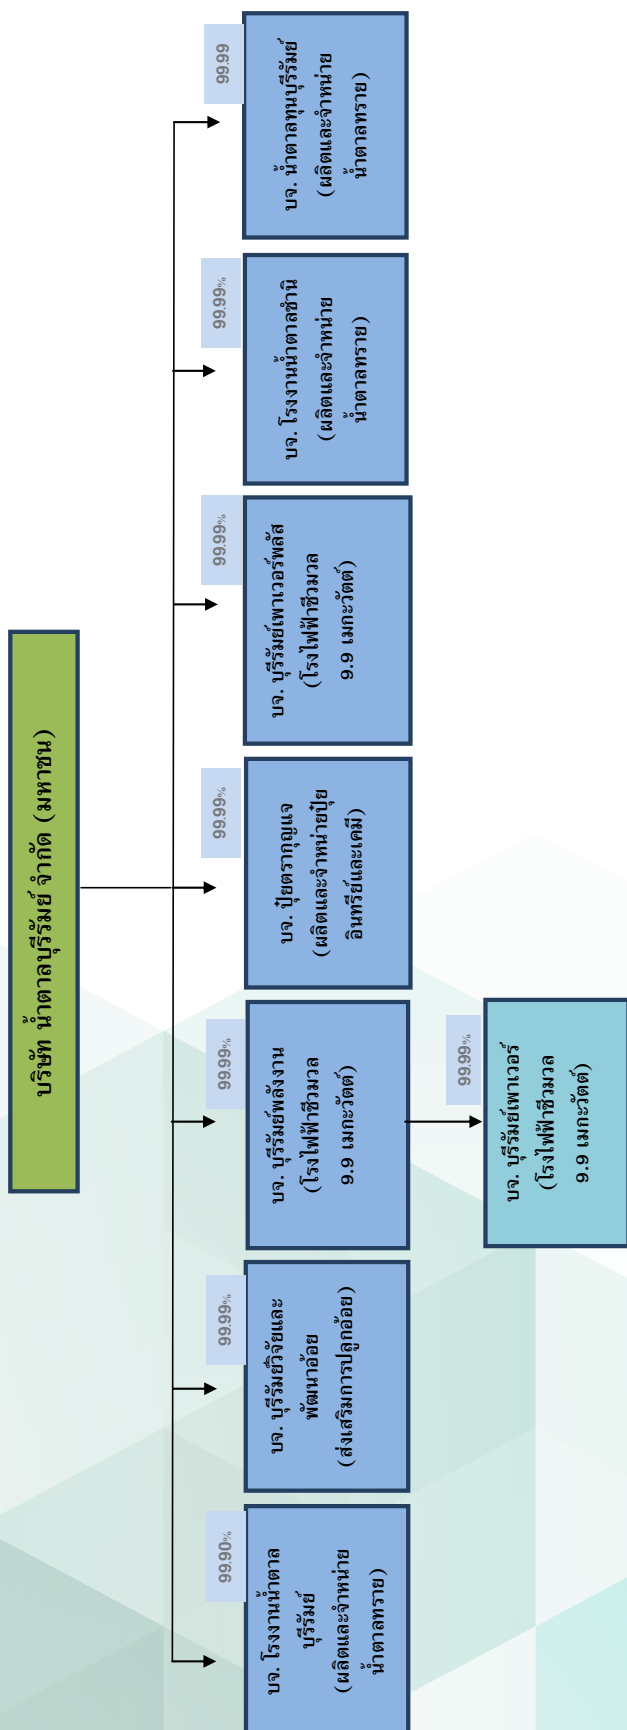 บริษัท น้ำตาลบุรีรัมย์ จำกัด (มหาชน)
99.90%
บจ. โรงงานน้ำตาล
บุรีรัมย์
(ผลิตและจำหน่าย
น้ำตาลทราย)
99.99%
บจ. บุรีรัมย์วิจัยและ
พัฒนาอ้อย
(ส่งเสริมการปลูกอ้อย)
99.99%
บจ. บุรีรัมย์พลังงาน
(โรงไฟฟ้าชีวมวล
9.9 เมกะวัตต์)
99.99%
บจ. ปุ๋ยตรากุญแจ
(ผลิตและจำหน่ายปุ๋ย
อินทรีย์และเคมี)
99.99%
บจ. บุรีรัมย์เพาเวอร์พลัส
(โรงไฟฟ้าชีวมวล
9.9 เมกะวัตต์)
99.99%
บจ. โรงงานน้ำตาลชำนิ
(ผลิตและจำหน่าย
น้ำตาลทราย)
99.99
บจ. น้ำตาลทุนบุรีรัมย์
(ผลิตและจำหน่าย
น้ำตาลทราย)
99.99%
บจ. บุรีรัมย์เพาเวอร์
(โรงไฟฟ้าชีวมวล
9.9 เมกะวัตต์)